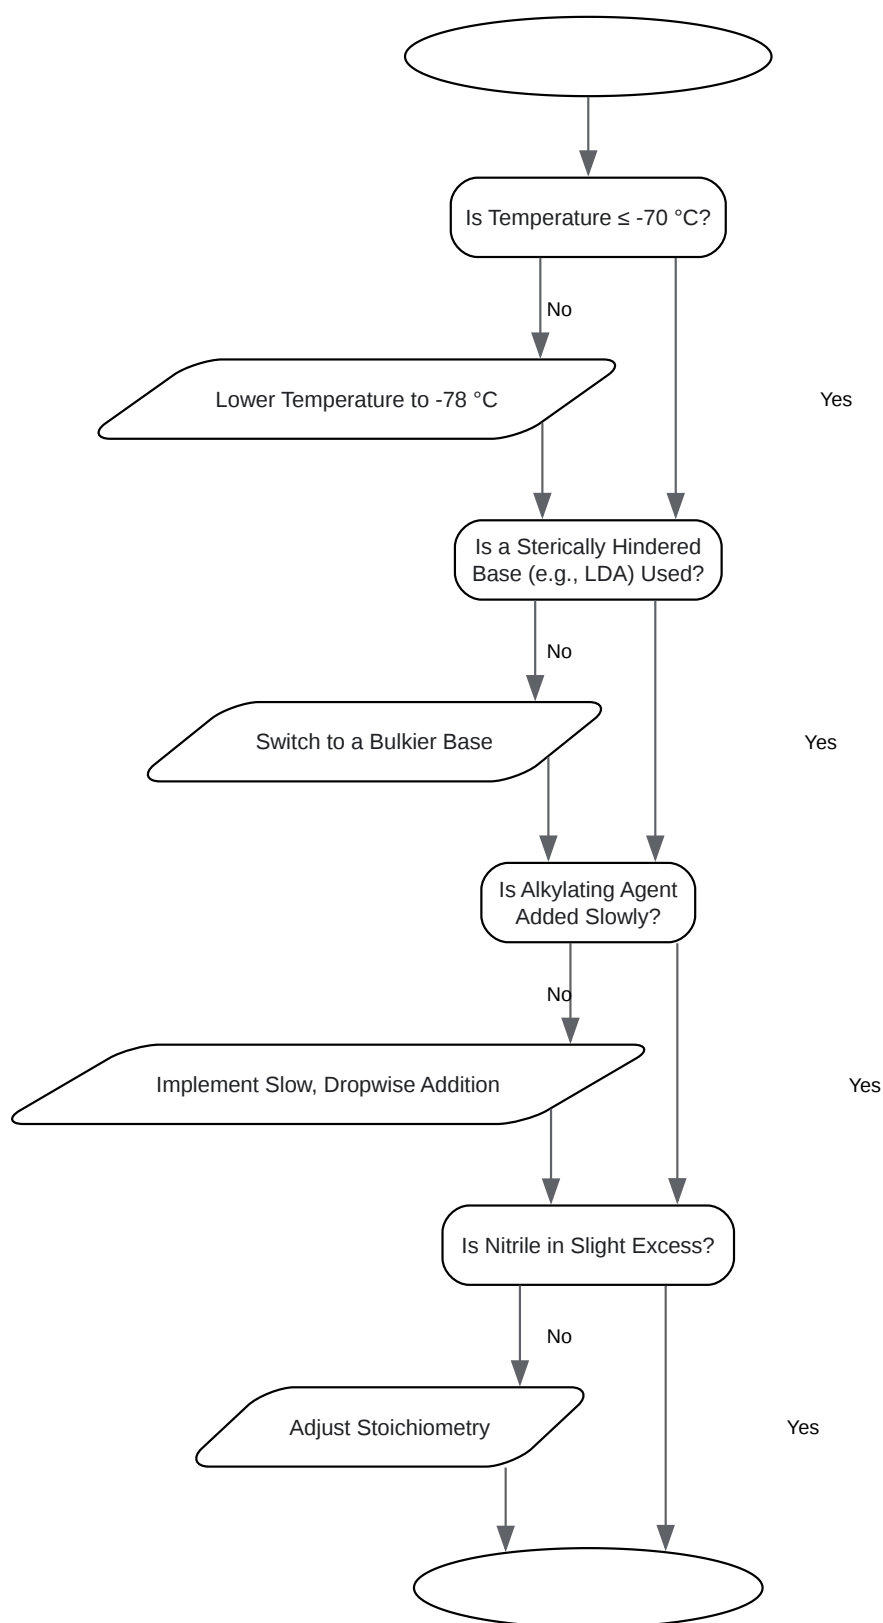 Is Temperature ≤ -70 °C?
No
Lower Temperature to -78 °C
Yes
Is a Sterically Hindered
Base (e.g., LDA) Used?
No
Switch to a Bulkier Base
Yes
Is Alkylating Agent
Added Slowly?
No
Implement Slow, Dropwise Addition
Yes
Is Nitrile in Slight Excess?
No
Adjust Stoichiometry
Yes